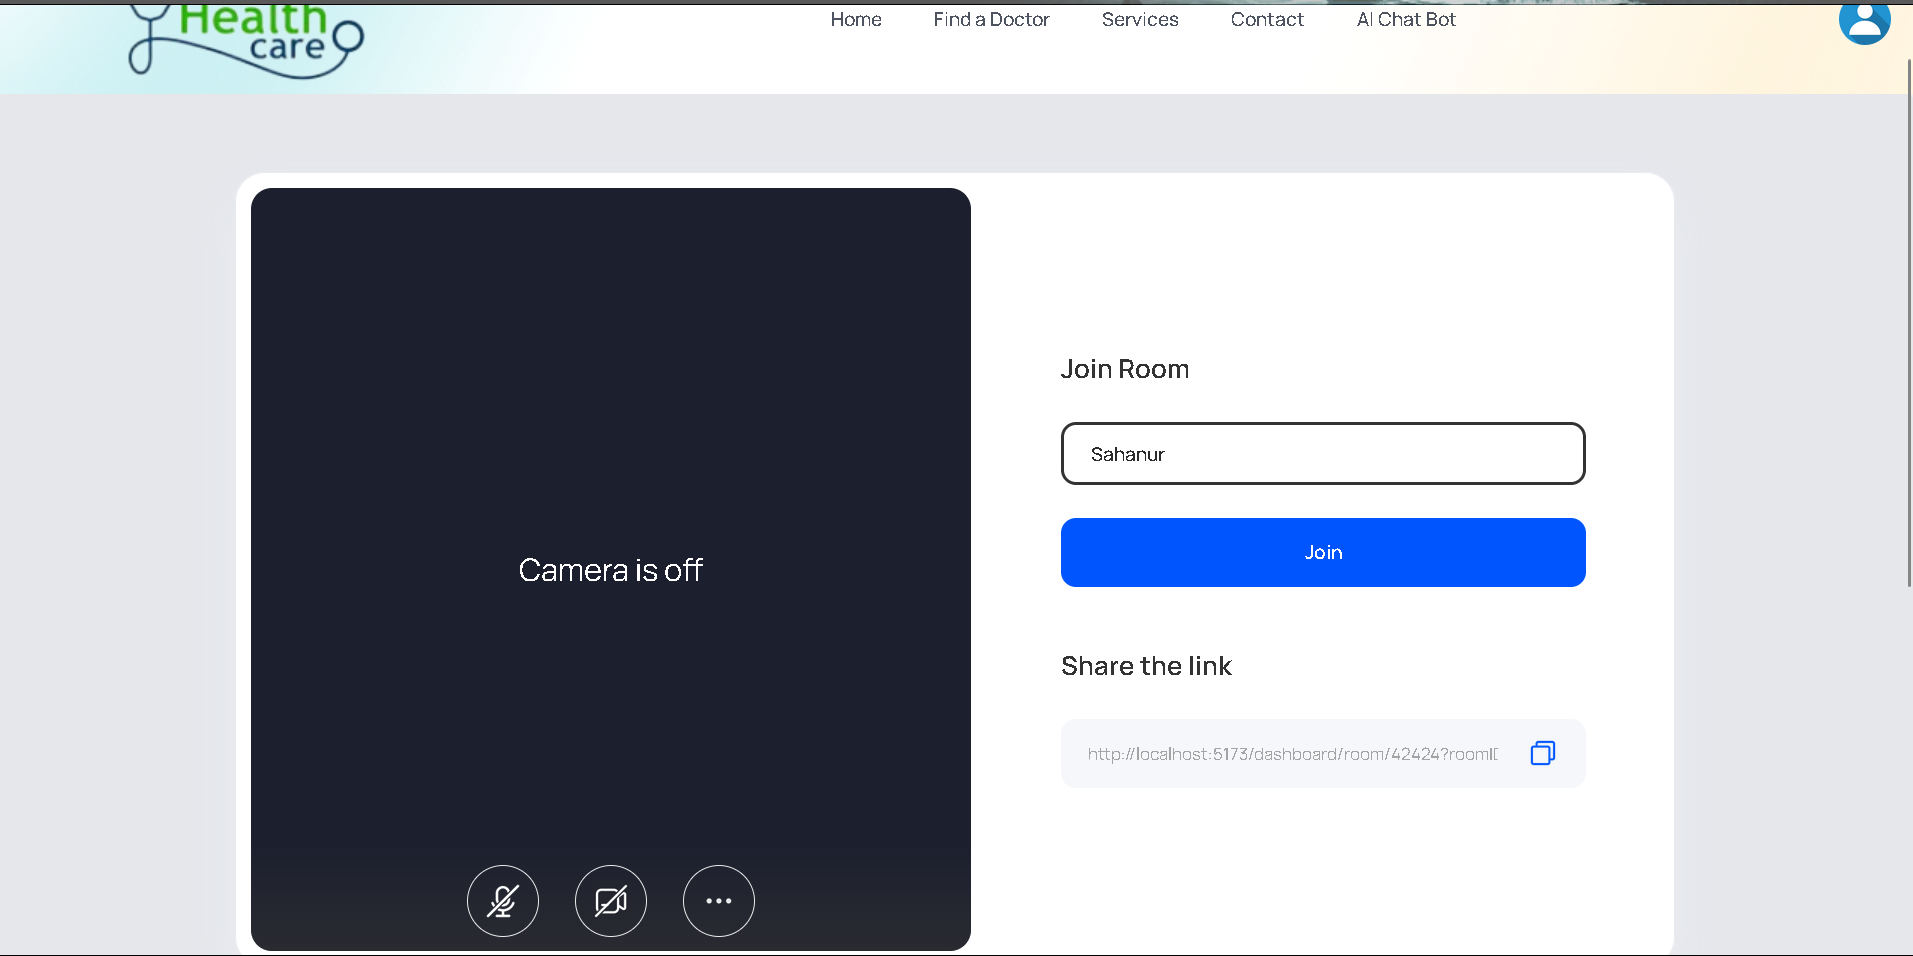 Health
care
Home Find a Doctor Services Contact AI Chat Bot
Camera is off
Join Room
Sahanur
Join
Share the link
http://localhost:5173/dashboard/room/42424?roomI